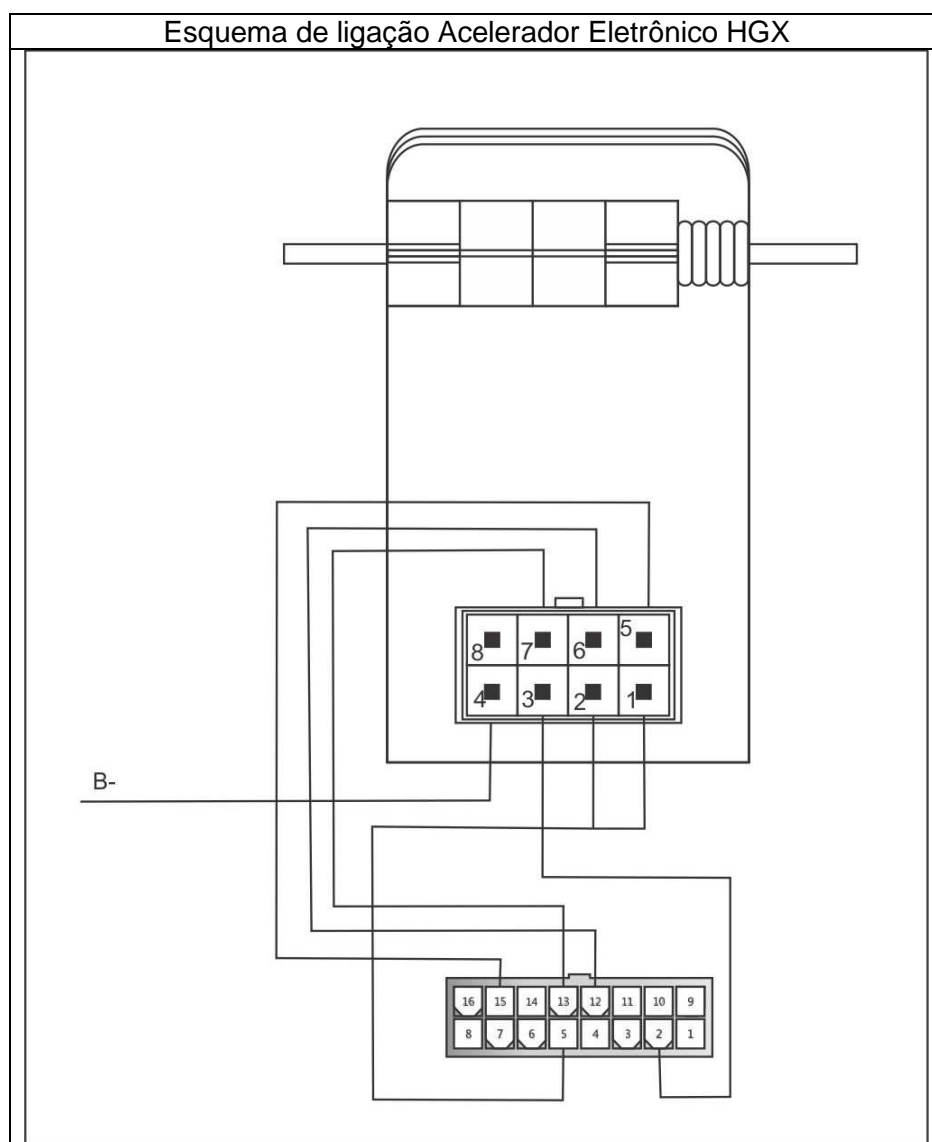 Esquema de ligação Acelerador Eletrônico HGX
8 7 6 5
4 3 2 1
B-
16 15 14 13 12 11 10 9
8 7 6 5 4 3 2 1